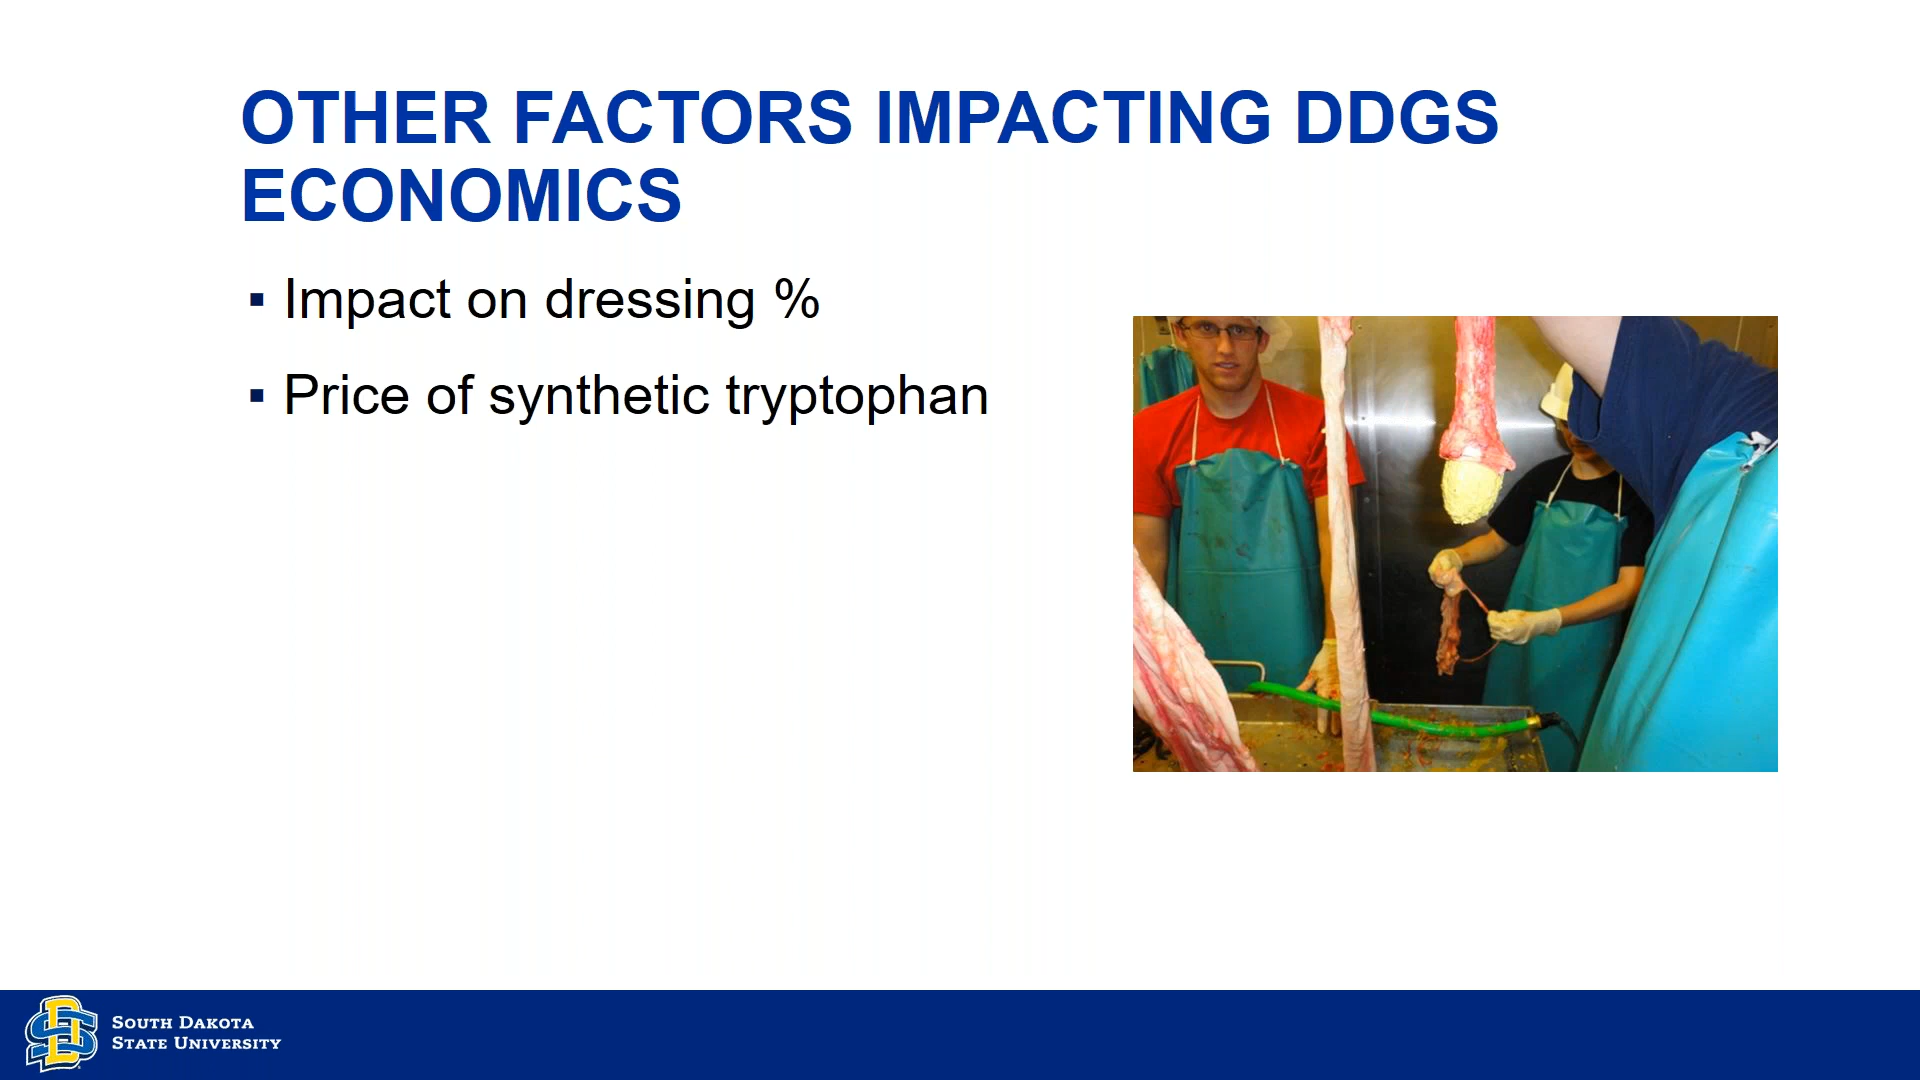 OTHER FACTORS IMPACTING DDGS
ECONOMICS
▪ Impact on dressing %
▪ Price of synthetic tryptophan
SOUTH DAKOTA
STATE UNIVERSITY